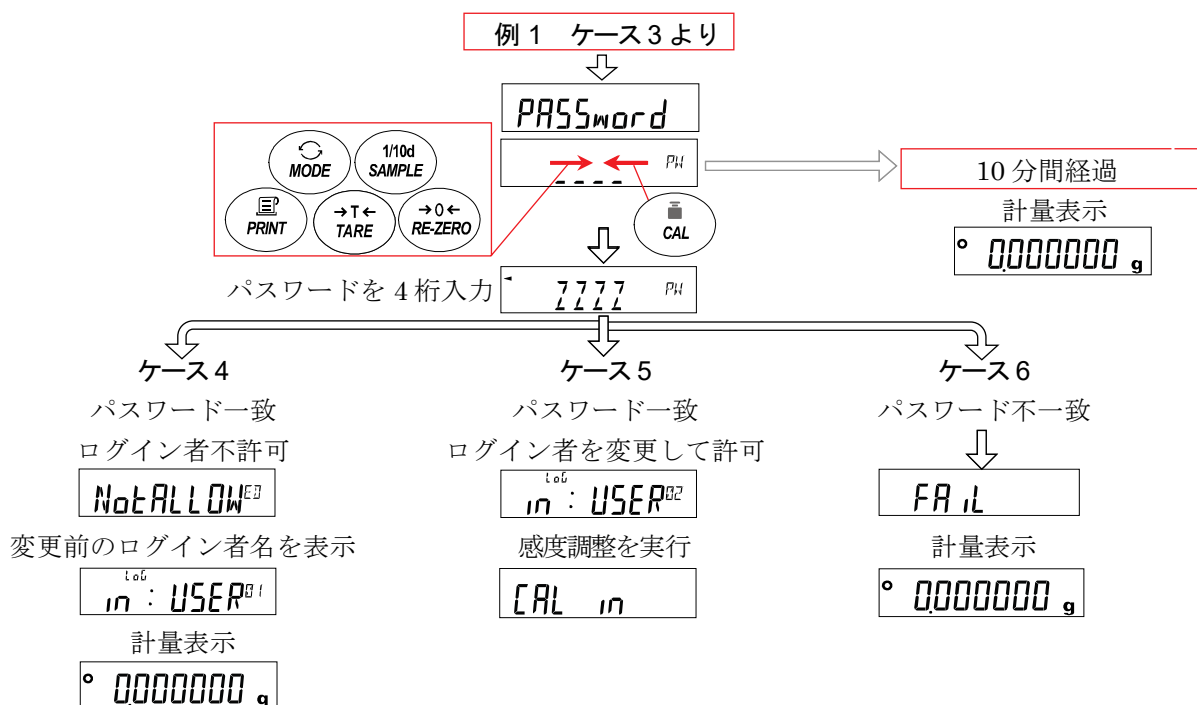 例 1 ケース 3 より
PASSword
MODE
1/10d
SAMPLE
PRINT
→T←
TARE
→0←
RE-ZERO
PW
_ _ _ _
CAL
10 分間経過
計量表示
0.000000 g
パスワードを 4 桁入力
PW
ケース 4
パスワード一致
ログイン者不許可
NotALLOWED
変更前のログイン者名を表示
LoG
in : USER01
計量表示
0.000000 g
ケース 5
パスワード一致
ログイン者を変更して許可
LoG
in : USER02
感度調整を実行
CAL in
ケース 6
パスワード不一致
FAiL
計量表示
0.000000 g